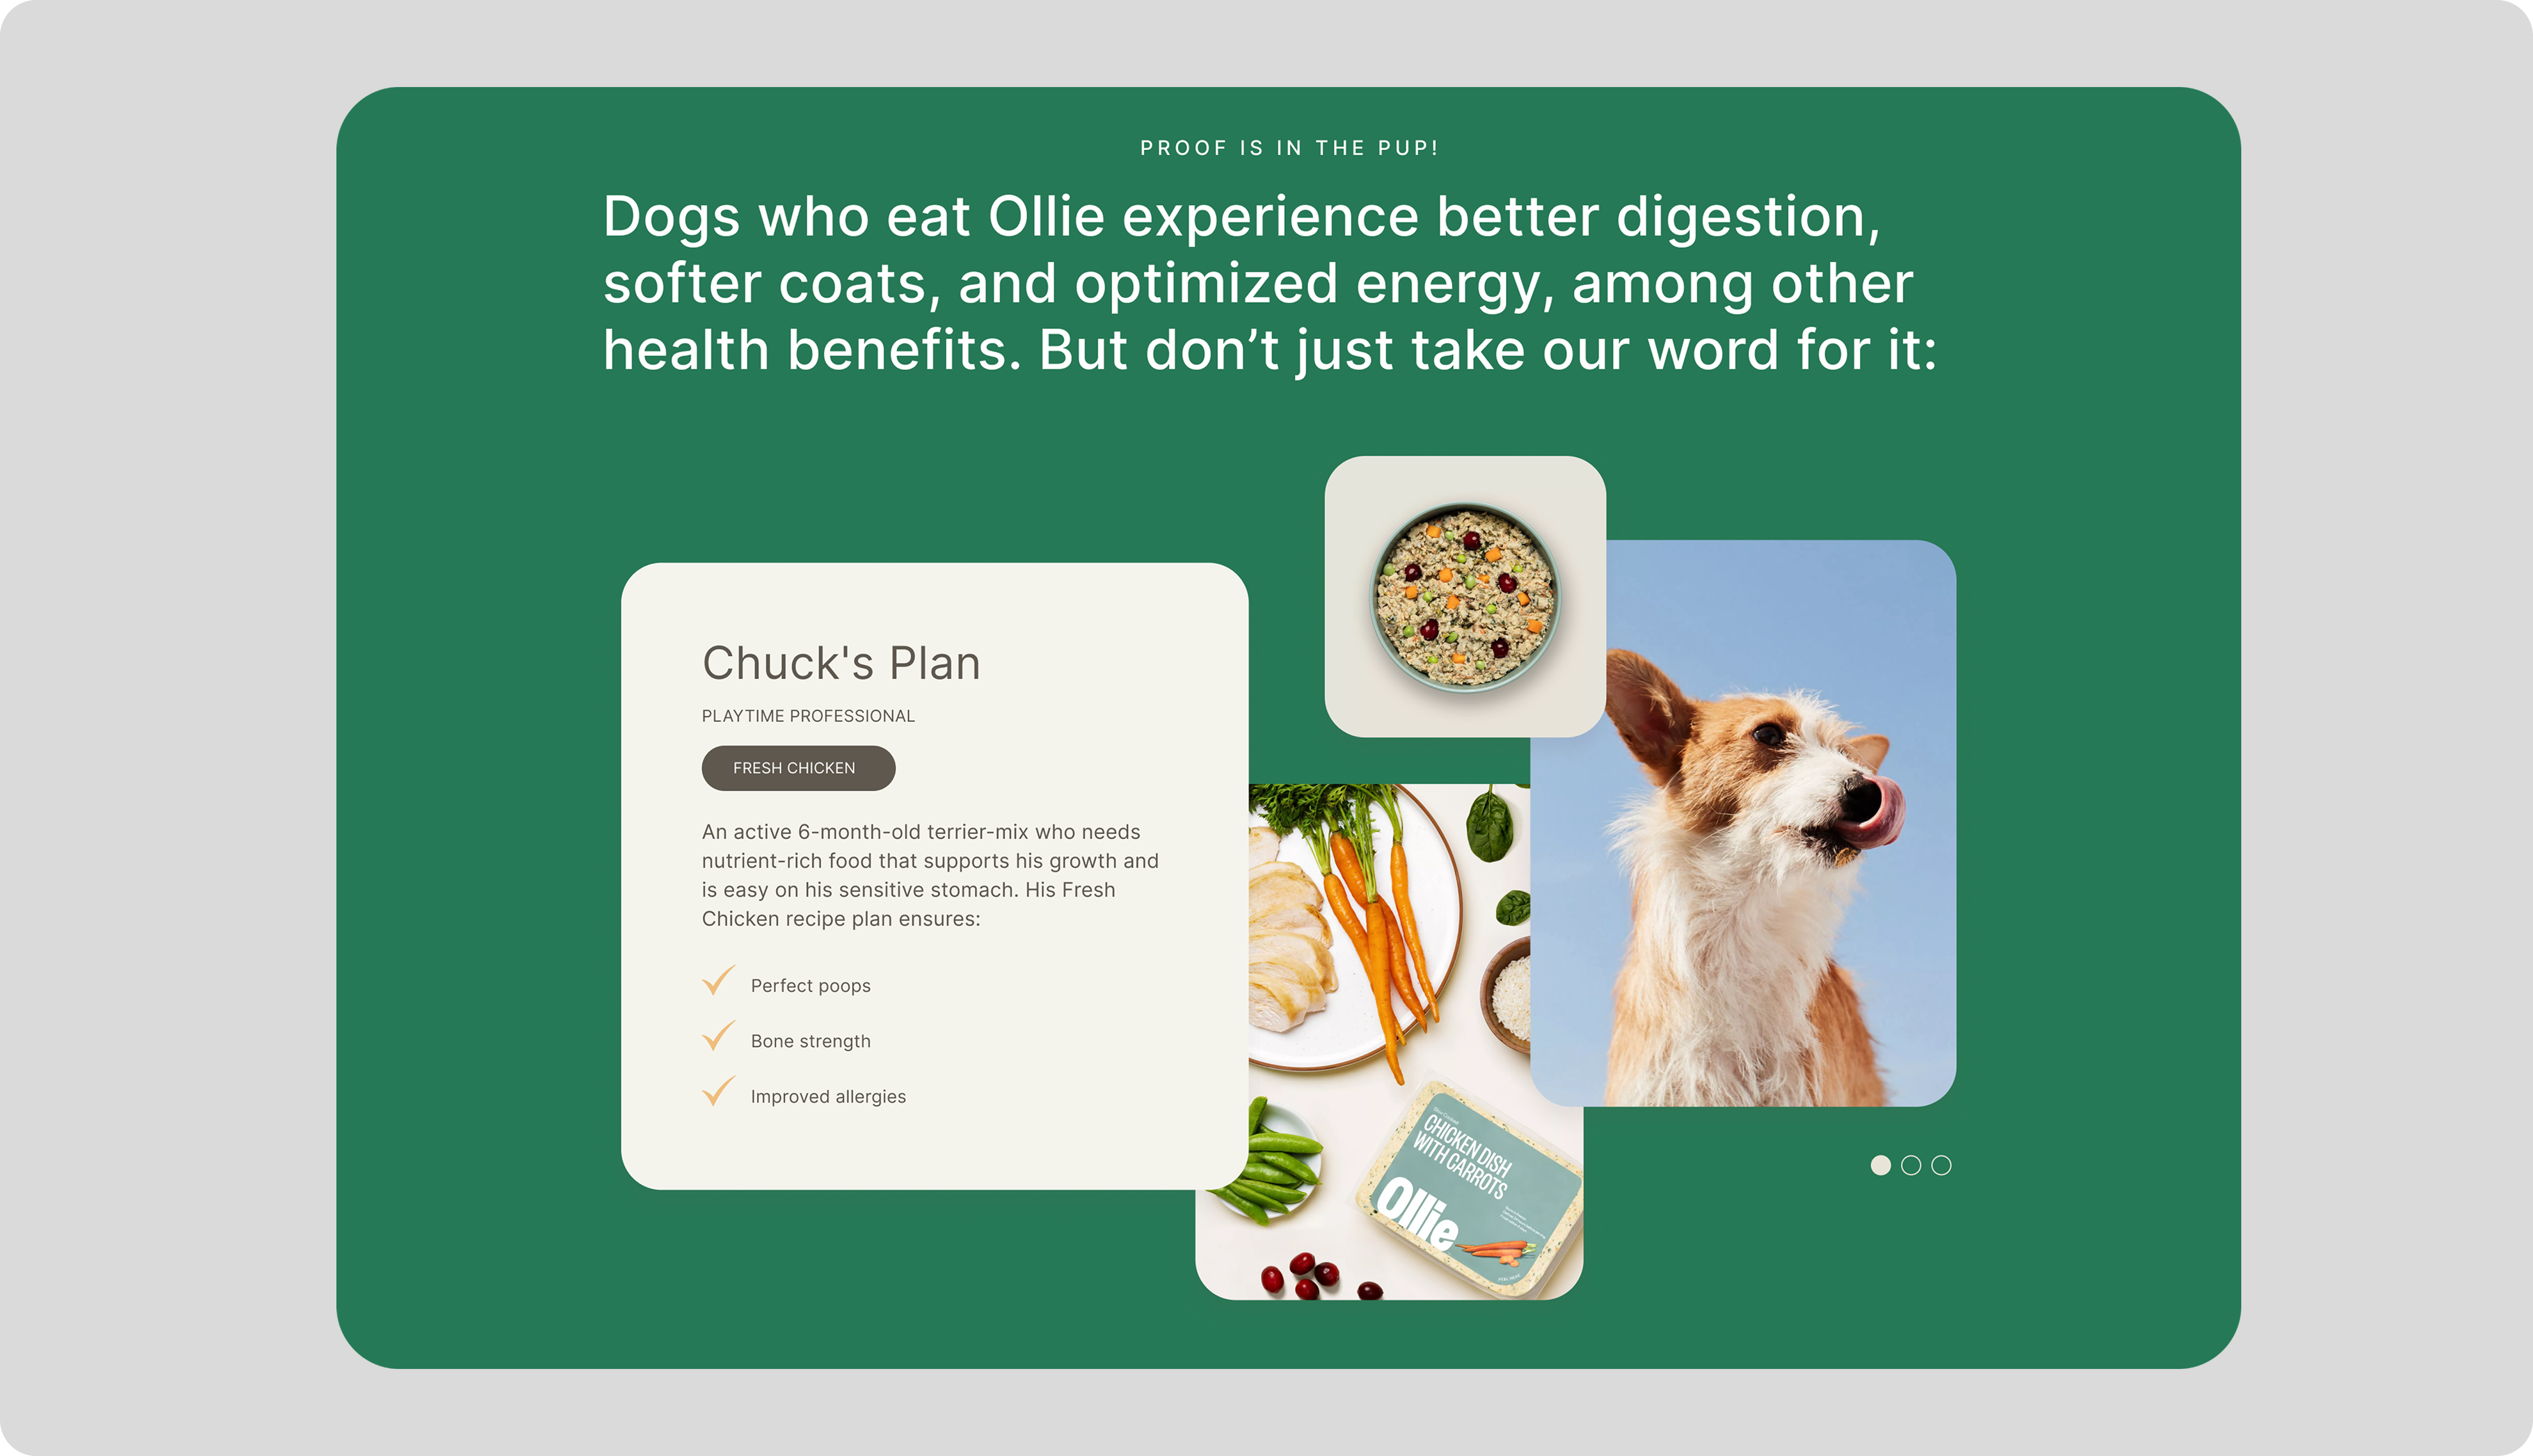 PROOF IS IN THE PUP!
Dogs who eat Ollie experience better digestion,
softer coats, and optimized energy, among other
health benefits. But don’t just take our word for it:
Chuck's Plan
PLAYTIME PROFESSIONAL
FRESH CHICKEN
An active 6-month-old terrier-mix who needs
nutrient-rich food that supports his growth and
is easy on his sensitive stomach. His Fresh
Chicken recipe plan ensures:
Perfect poops
Bone strength
Improved allergies
CHICKEN DISH
WITH CARROTS
Ollie